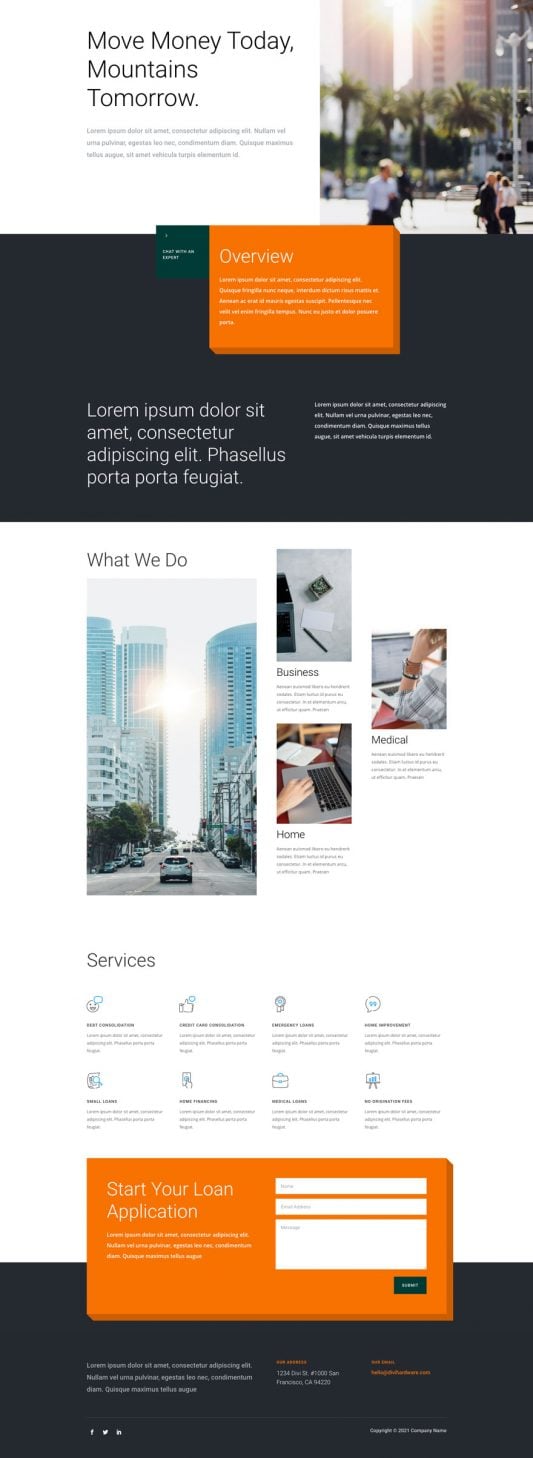 Move Money Today,
Mountains
Tomorrow.
Lorem ipsum dolor sit amet, consectetur adipiscing elit. Nullam vel
urna pulvinar, egestas leo nec, condimentum diam. Quisque maximus
tellus augue, sit amet vehicula turpis elementum id.
CHAT WITH AN
EXPERT
Overview
Lorem ipsum dolor sit amet, consectetur adipiscing elit.
Quisque fringilla nunc neque, interdum dictum risus mattis et.
Aenean ac erat id mauris egestas suscipit. Pellentesque nec
velit vel enim fringilla tempus. Nunc eu justo et dolor posuere
porta.
Lorem ipsum dolor sit
amet, consectetur
adipiscing elit. Phasellus
porta porta feugiat.
Lorem ipsum dolor sit amet, consectetur adipiscing
elit. Nullam vel urna pulvinar, egestas leo nec,
condimentum diam. Quisque maximus tellus
augue, sit amet vehicula turpis elementum id.
What We Do
Business
Aenean euismod libero eu hendrerit
sodales. Etiam luctus id purus eu
consectetur. In et elementum arcu,
ut efficitur quam. Praesen
Medical
Aenean euismod libero eu hendrerit
sodales. Etiam luctus id purus eu
consectetur. In et elementum arcu,
ut efficitur quam. Praesen
Home
Aenean euismod libero eu hendrerit
sodales. Etiam luctus id purus eu
consectetur. In et elementum arcu,
ut efficitur quam. Praesen
Services
DEBT CONSOLIDATION
Lorem ipsum dolor sit amet, consectetur
adipiscing elit. Phasellus porta porta
feugiat.
CREDIT CARD CONSOLIDATION
Lorem ipsum dolor sit amet, consectetur
adipiscing elit. Phasellus porta porta
feugiat.
EMERGENCY LOANS
Lorem ipsum dolor sit amet, consectetur
adipiscing elit. Phasellus porta porta
feugiat.
HOME IMPROVEMENT
Lorem ipsum dolor sit amet, consectetur
adipiscing elit. Phasellus porta porta
feugiat.
SMALL LOANS
Lorem ipsum dolor sit amet, consectetur
adipiscing elit. Phasellus porta porta
feugiat.
HOME FINANCING
Lorem ipsum dolor sit amet, consectetur
adipiscing elit. Phasellus porta porta
feugiat.
MEDICAL LOANS
Lorem ipsum dolor sit amet, consectetur
adipiscing elit. Phasellus porta porta
feugiat.
NO ORIGINATION FEES
Lorem ipsum dolor sit amet, consectetur
adipiscing elit. Phasellus porta porta
feugiat.
Start Your Loan
Application
Lorem ipsum dolor sit amet, consectetur adipiscing elit.
Nullam vel urna pulvinar, egestas leo nec, condimentum
diam. Quisque maximus tellus augue
Name
Email Address
Message
SUBMIT
Lorem ipsum dolor sit amet, consectetur adipiscing elit.
Nullam vel urna pulvinar, egestas leo nec, condimentum
diam. Quisque maximus tellus augue
OUR ADDRESS
1234 Divi St. #1000 San
Francisco, CA 94220
OUR EMAIL
hello@divihardware.com
Copyright © 2021 Company Name